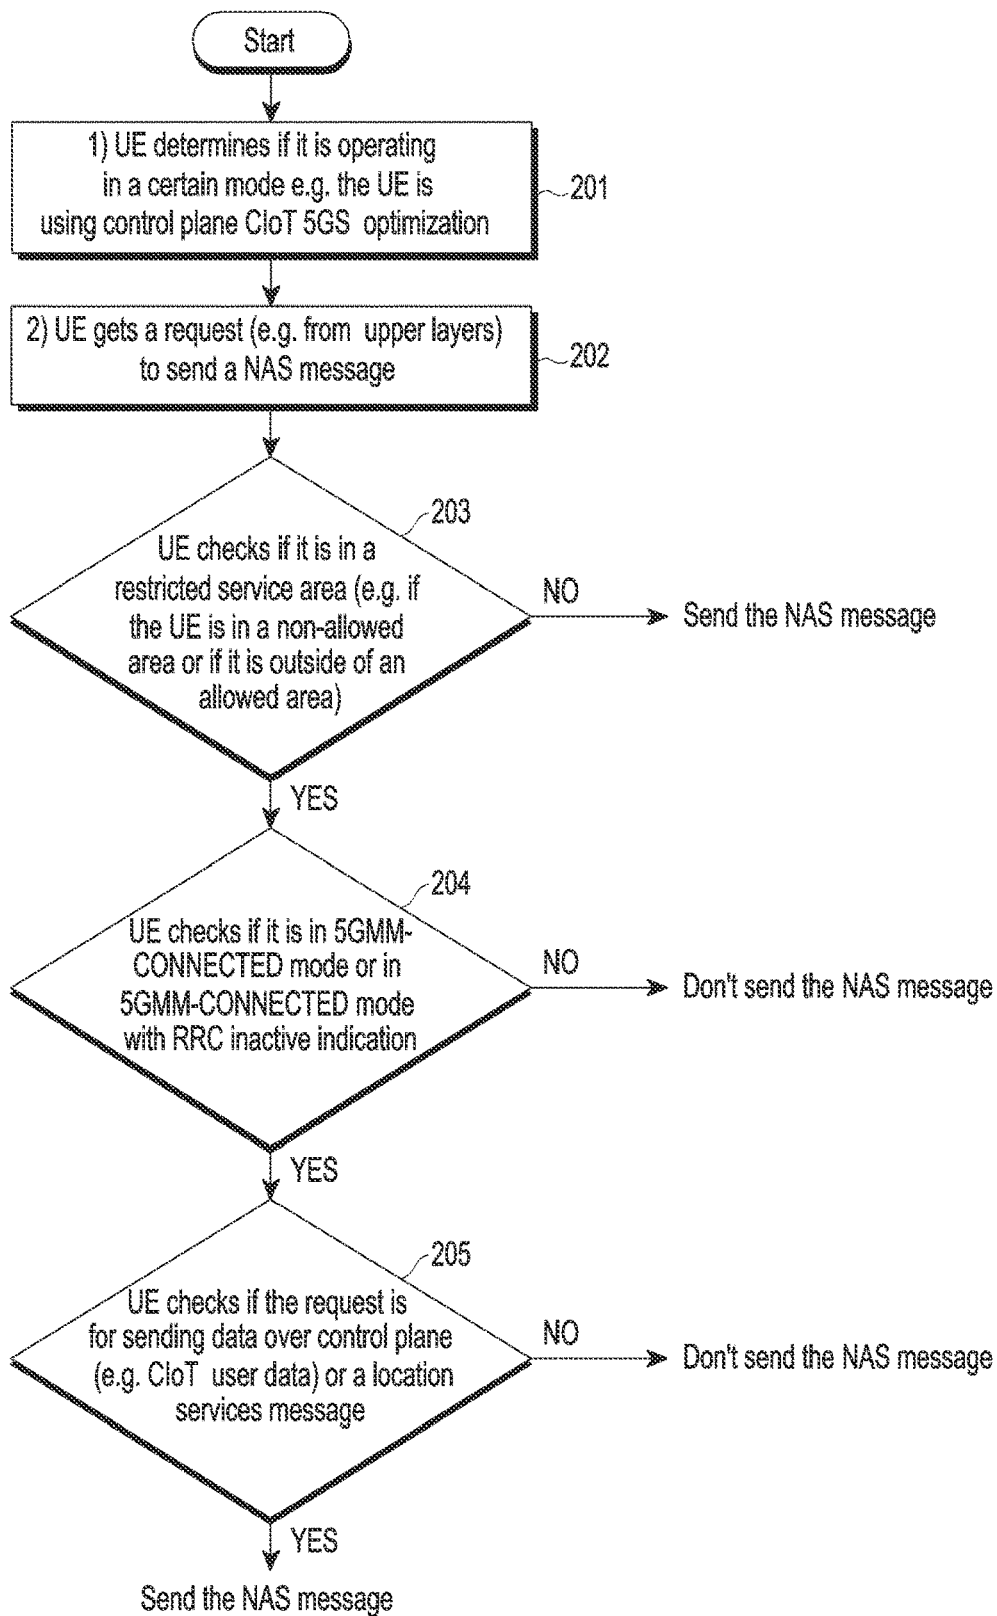 Start
1) UE determines if it is operating
in a certain mode e.g. the UE is
using control plane CIoT 5GS optimization
201
2) UE gets a request (e.g. from upper layers)
to send a NAS message
202
203
UE checks if it is in a
restricted service area (e.g. if
the UE is in a non-allowed
area or if it is outside of an
allowed area)
NO
Send the NAS message
YES
204
UE checks if it is in 5GMM-
CONNECTED mode or in
5GMM-CONNECTED mode
with RRC inactive indication
NO
Don't send the NAS message
YES
205
UE checks if the request is
for sending data over control plane
(e.g. CIoT user data) or a location
services message
NO
Don't send the NAS message
YES
Send the NAS message